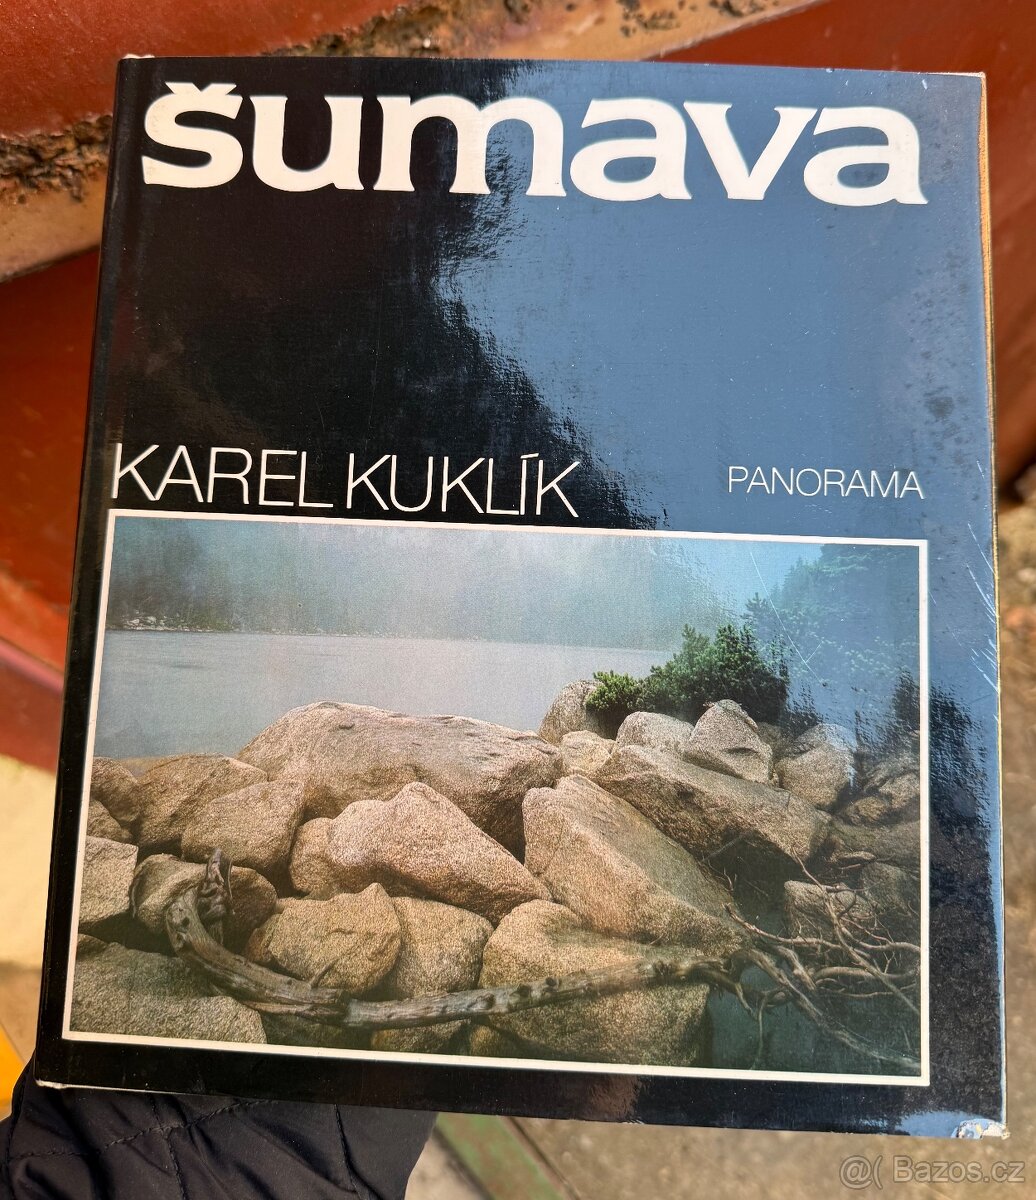 šumava
KAREL KUKLÍK
PANORAMA
@( Bazos.cz